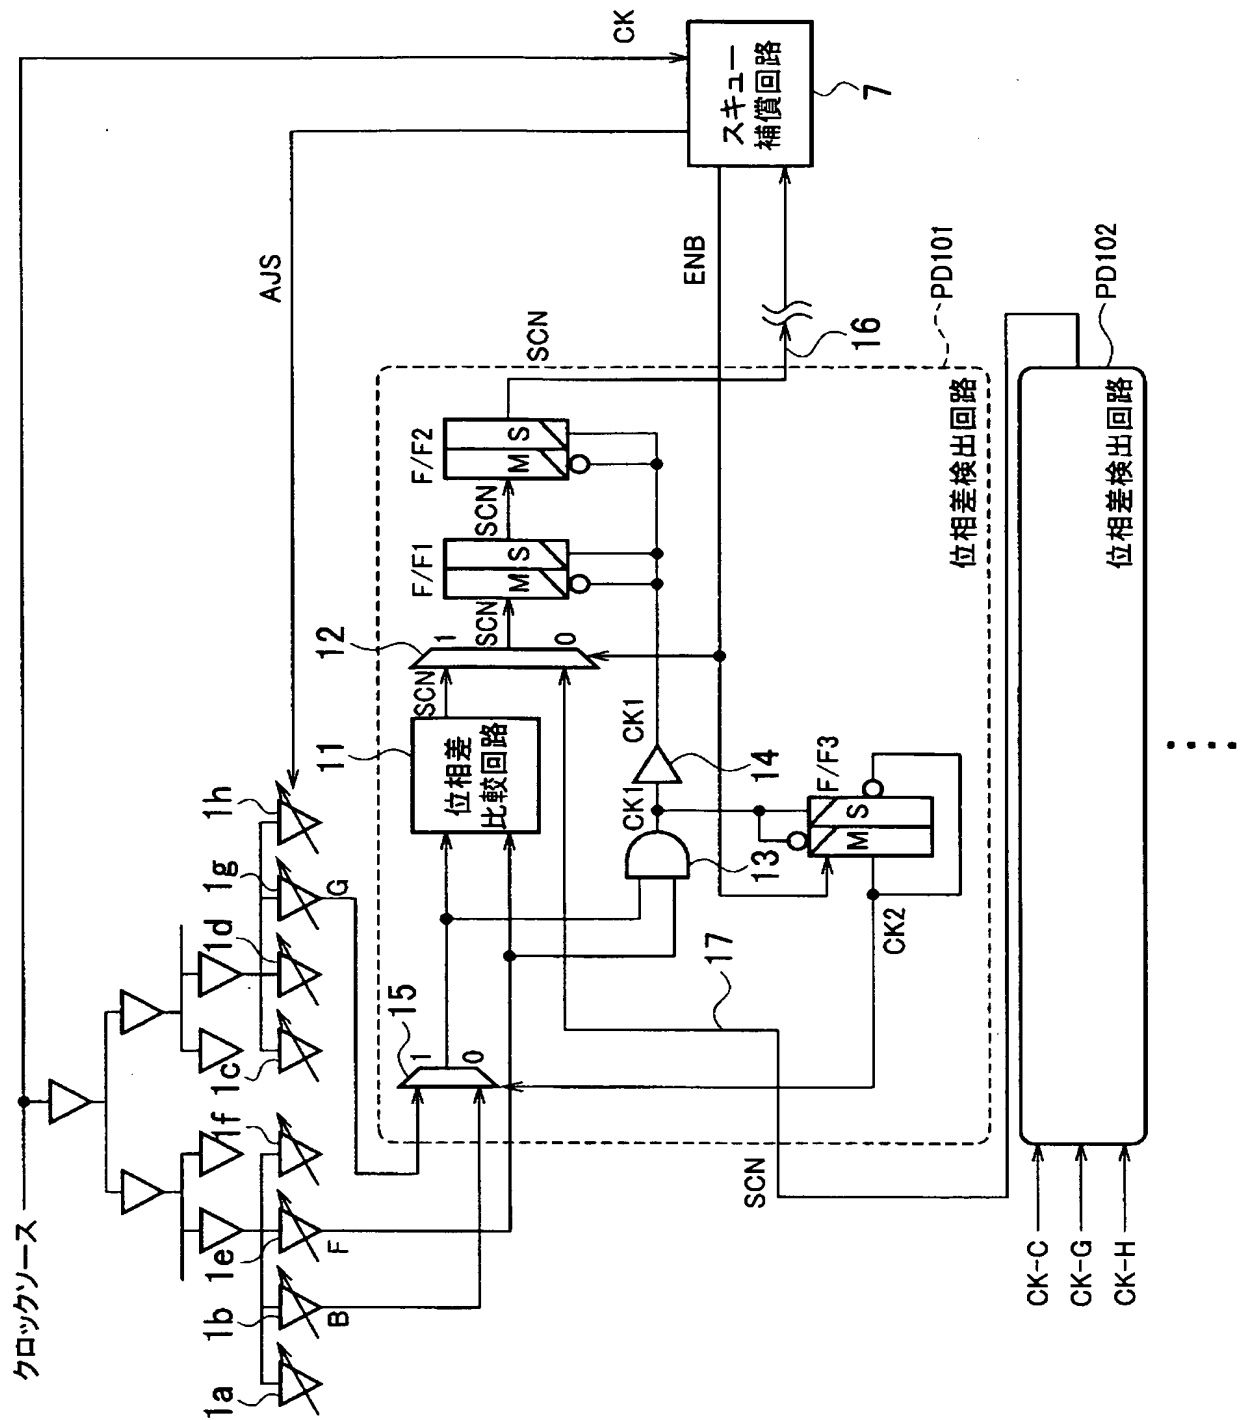 クロックソース
CK
AJS
スキュー
補償回路
7
ENB
1a
1b
1e
1f
1c
1d
1g
1h
B
F
G
15
1
0
11
位相差
比較回路
SCN
12
1
0
SCN
F/F1
M
S
SCN
F/F2
M
S
SCN
16
13
CK1
14
CK1
F/F3
M
S
CK2
17
PD101
位相差検出回路
SCN
PD102
位相差検出回路
CK-C
CK-G
CK-H